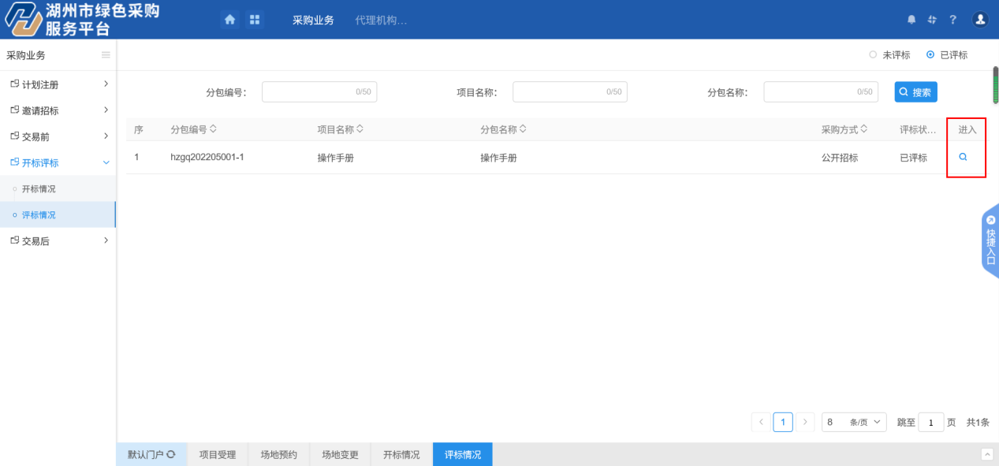 湖州市绿色采购
服务平台
采购业务 代理机构...
?
采购业务
未评标 已评标
计划注册
邀请招标
交易前
开标评标
开标情况
评标情况
交易后
分包编号： 0/50 项目名称： 0/50 分包名称： 0/50 搜索
序 分包编号 项目名称 分包名称 采购方式 评标状... 进入
1 hzgq202205001-1 操作手册 操作手册 公开招标 已评标
快捷入口
1 8 条/页 跳至 1 页 共1条
默认门户 项目受理 场地预约 场地变更 开标情况 评标情况